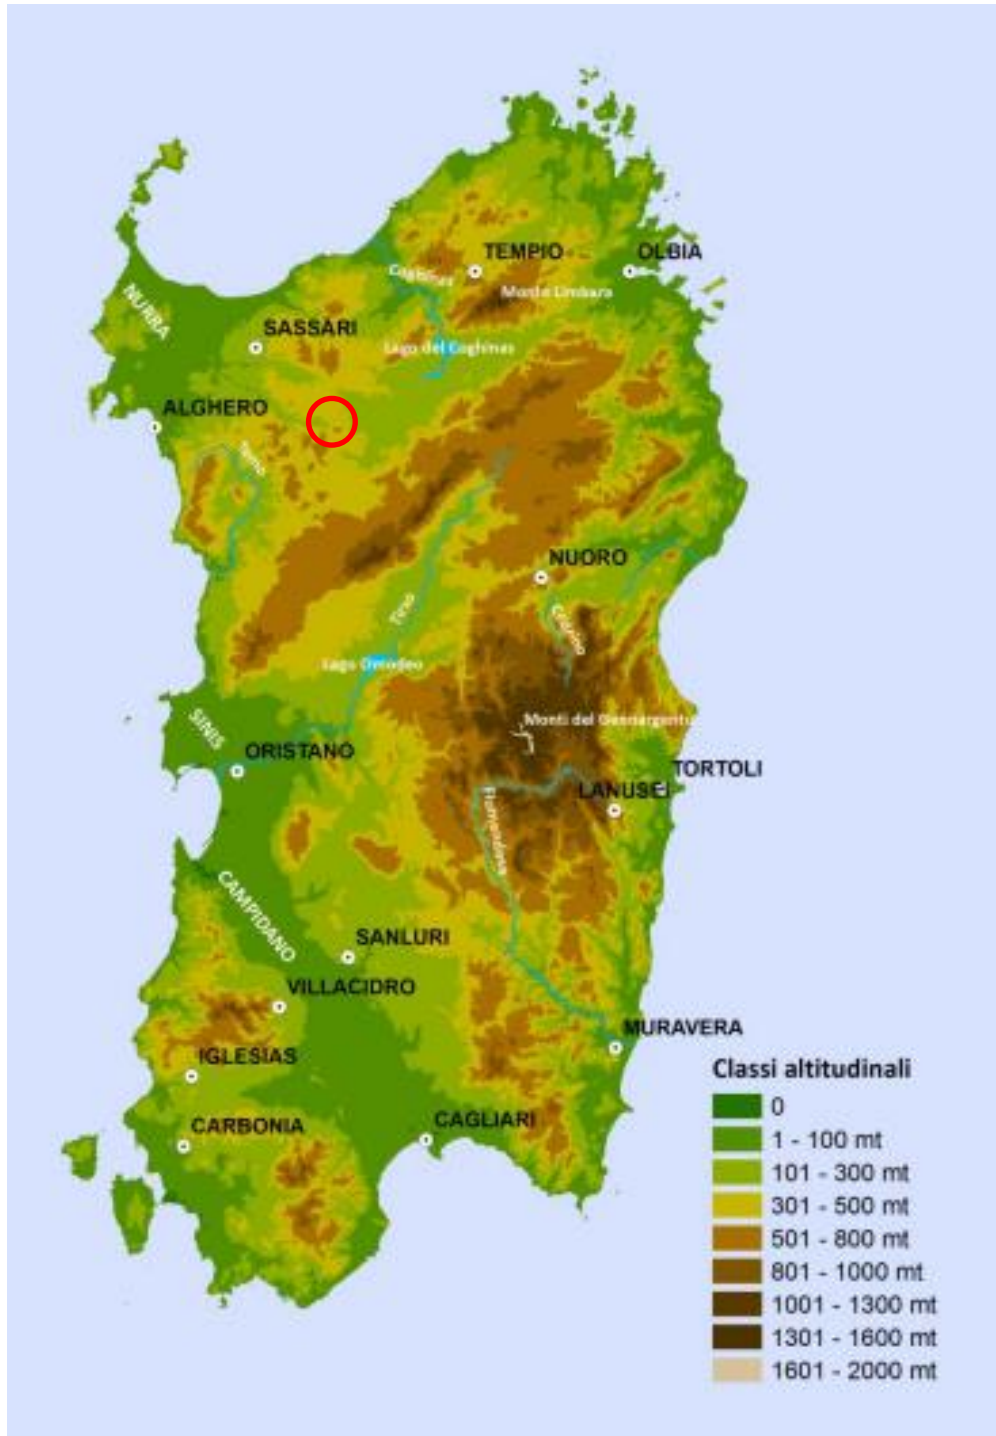 TEMPIO
OLBIA
Coghinas
Monte Limbara
NURRA
SASSARI
Lago del Coghinas
ALGHERO
Temo
NUORO
Tirso
Cedrino
Lago Omodeo
SINIS
Monti del Gennargentu
ORISTANO
TORTOLI
LANUSEI
Flumendosa
CAMPIDANO
SANLURI
VILLACIDRO
MURAVERA
IGLESIAS
CARBONIA
CAGLIARI
Classi altitudinali
0
1 - 100 mt
101 - 300 mt
301 - 500 mt
501 - 800 mt
801 - 1000 mt
1001 - 1300 mt
1301 - 1600 mt
1601 - 2000 mt